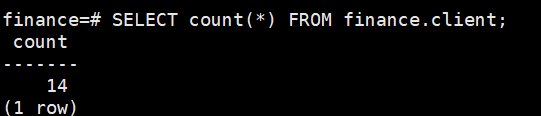 finance=# SELECT count(*) FROM finance.client;
 count
-------
    14
(1 row)